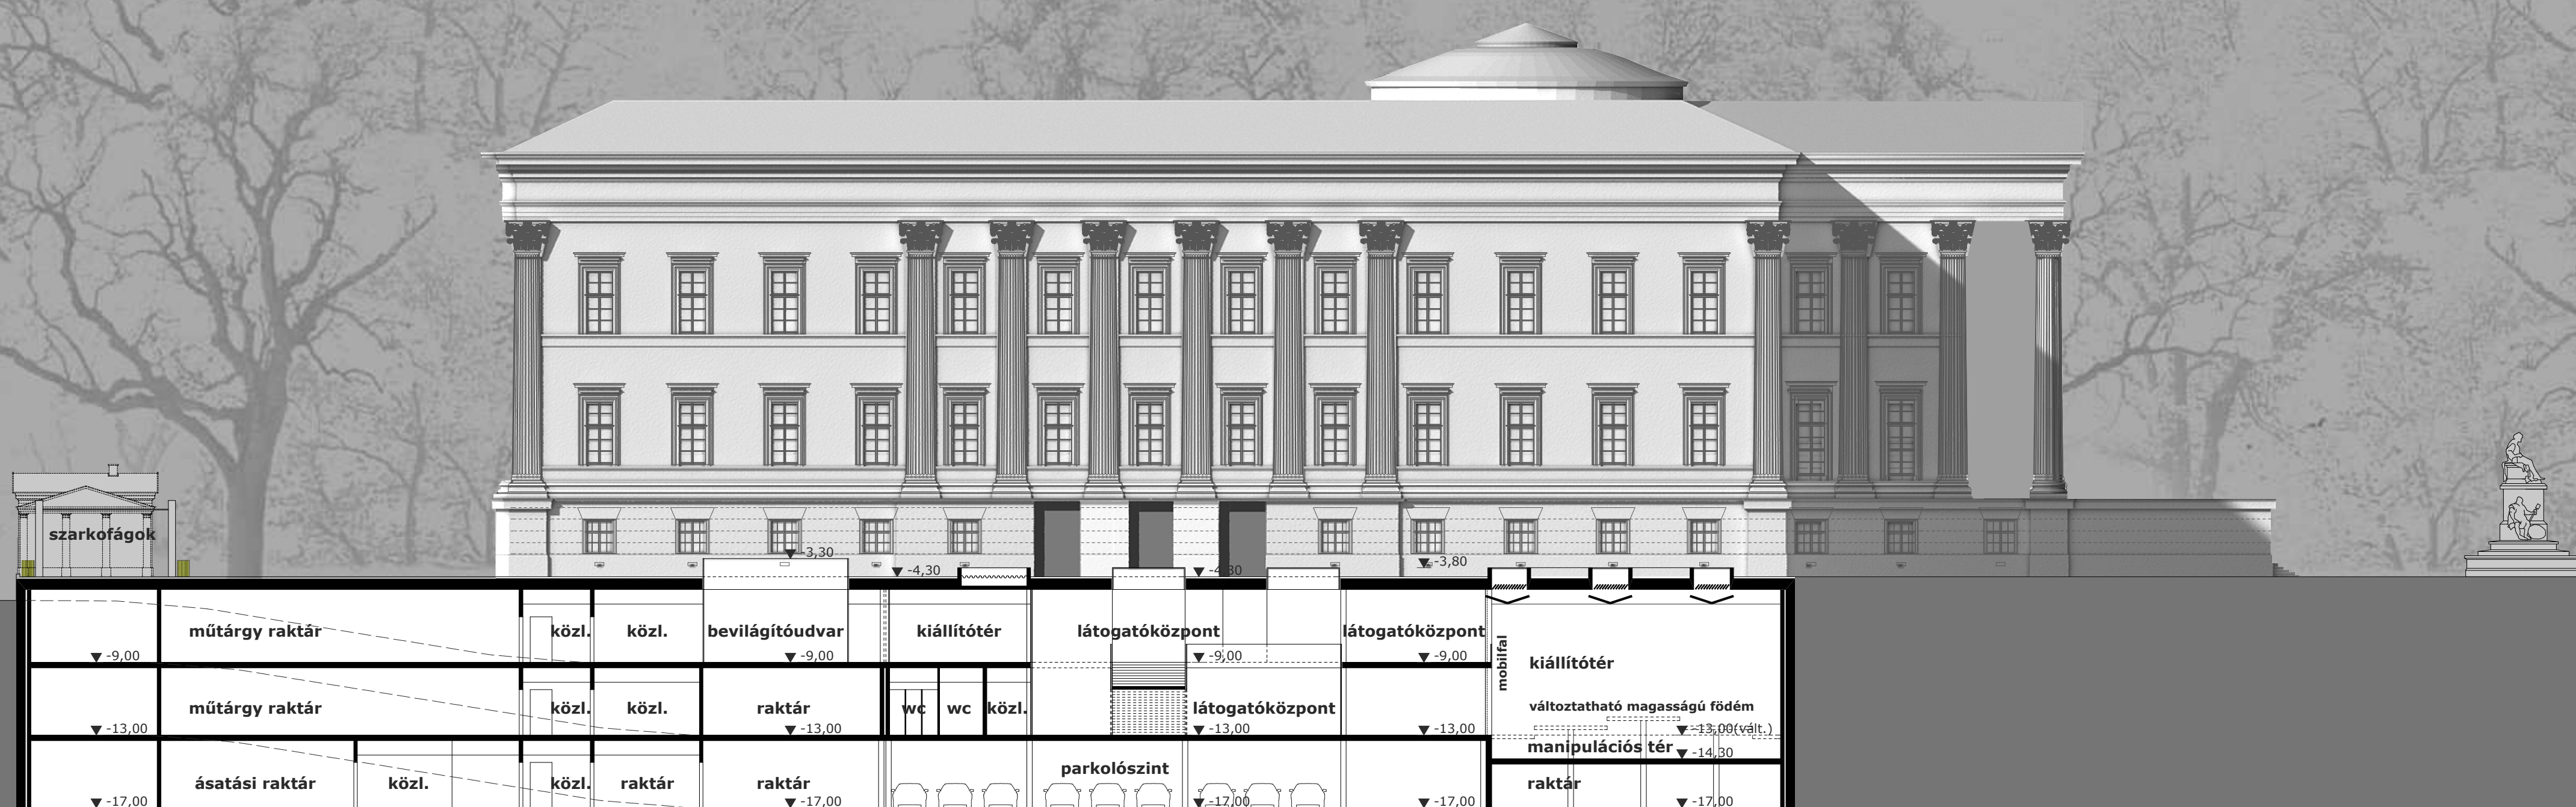 szarkofágok
-3,30
-4,30
-4,30
-3,80
műtárgy raktár
közl.
közl.
bevilágítóudvar
kiállítótér
látogatóközpont
látogatóközpont
-9,00
-9,00
-9,00
-9,00
mobilfal
kiállítótér
műtárgy raktár
közl.
közl.
raktár
wc
wc
közl.
látogatóközpont
változtatható magasságú födém
-13,00
-13,00
-13,00
-13,00
-13,00(vált.)
manipulációs tér
-14,30
parkolószint
ásatási raktár
közl.
közl.
raktár
raktár
raktár
-17,00
-17,00
-17,00
-17,00
-17,00